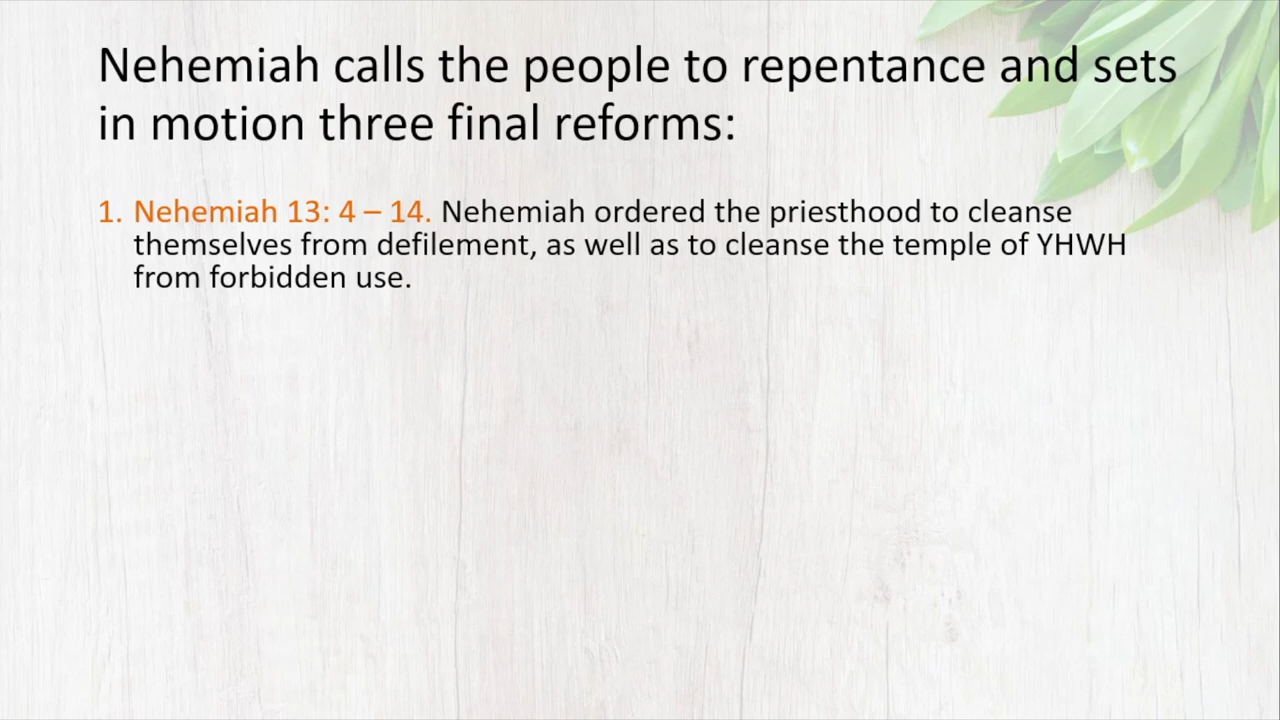 Nehemiah calls the people to repentance and sets
in motion three final reforms:
1. Nehemiah 13: 4 – 14. Nehemiah ordered the priesthood to cleanse
themselves from defilement, as well as to cleanse the temple of YHWH
from forbidden use.